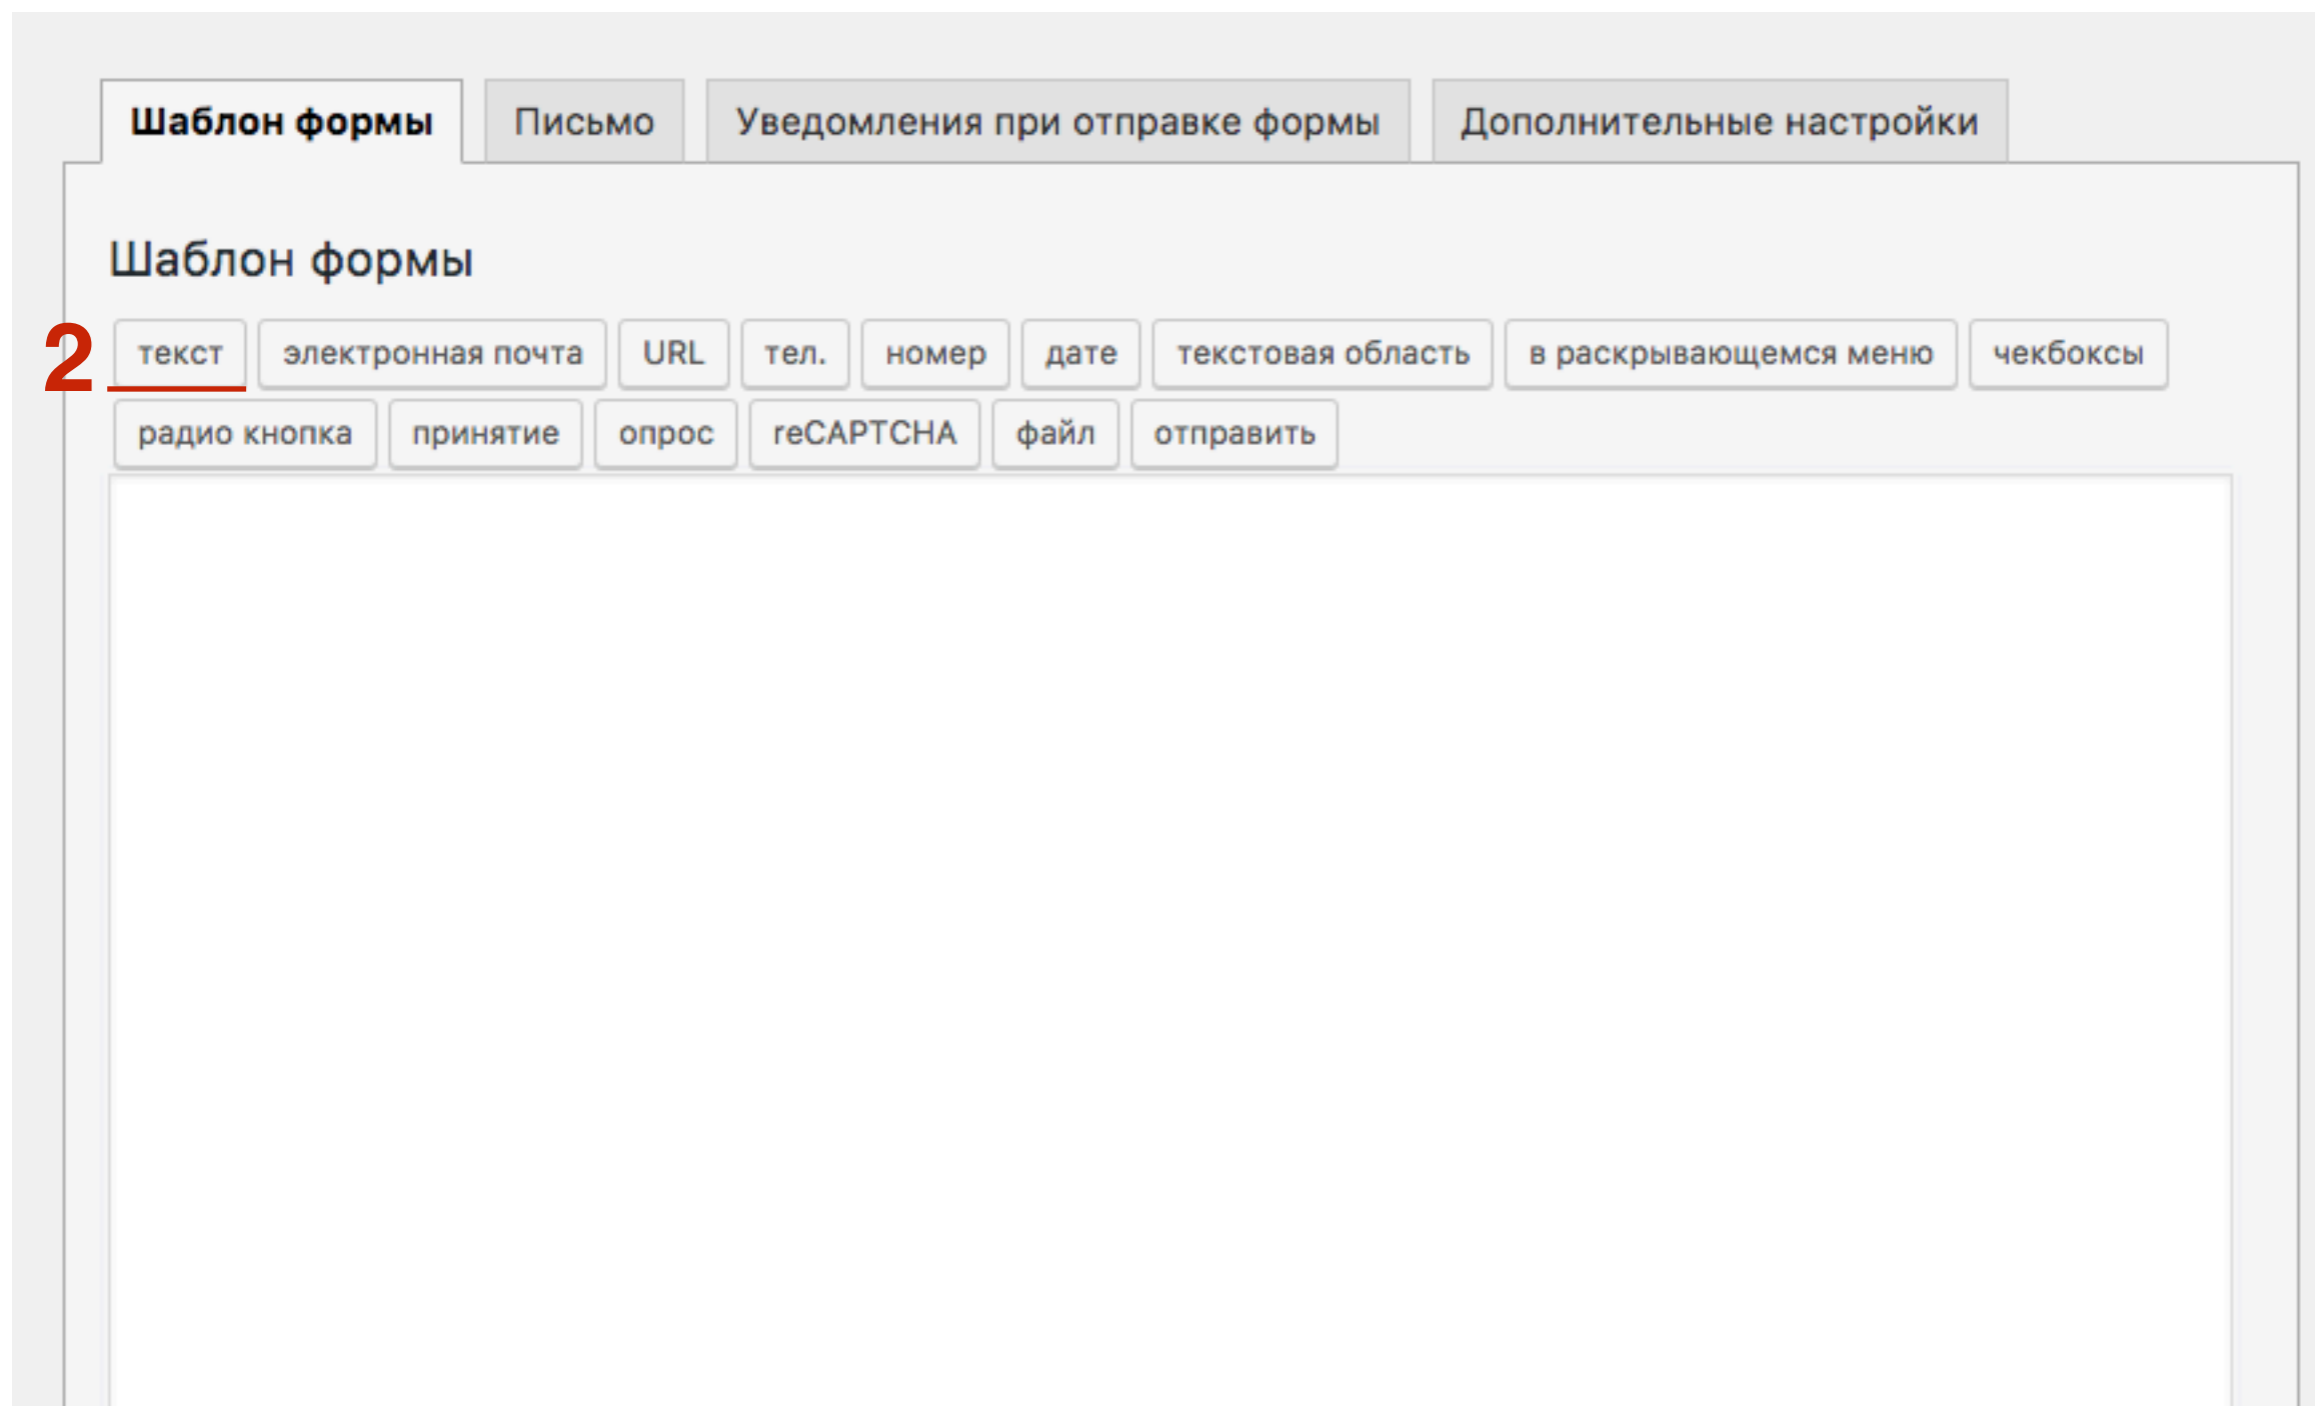 Шаблон формы Письмо Уведомления при отправке формы Дополнительные настройки
Шаблон формы
2 текст электронная почта URL тел. номер дате текстовая область в раскрывающемся меню чекбоксы
радио кнопка принятие опрос reCAPTCHA файл отправить